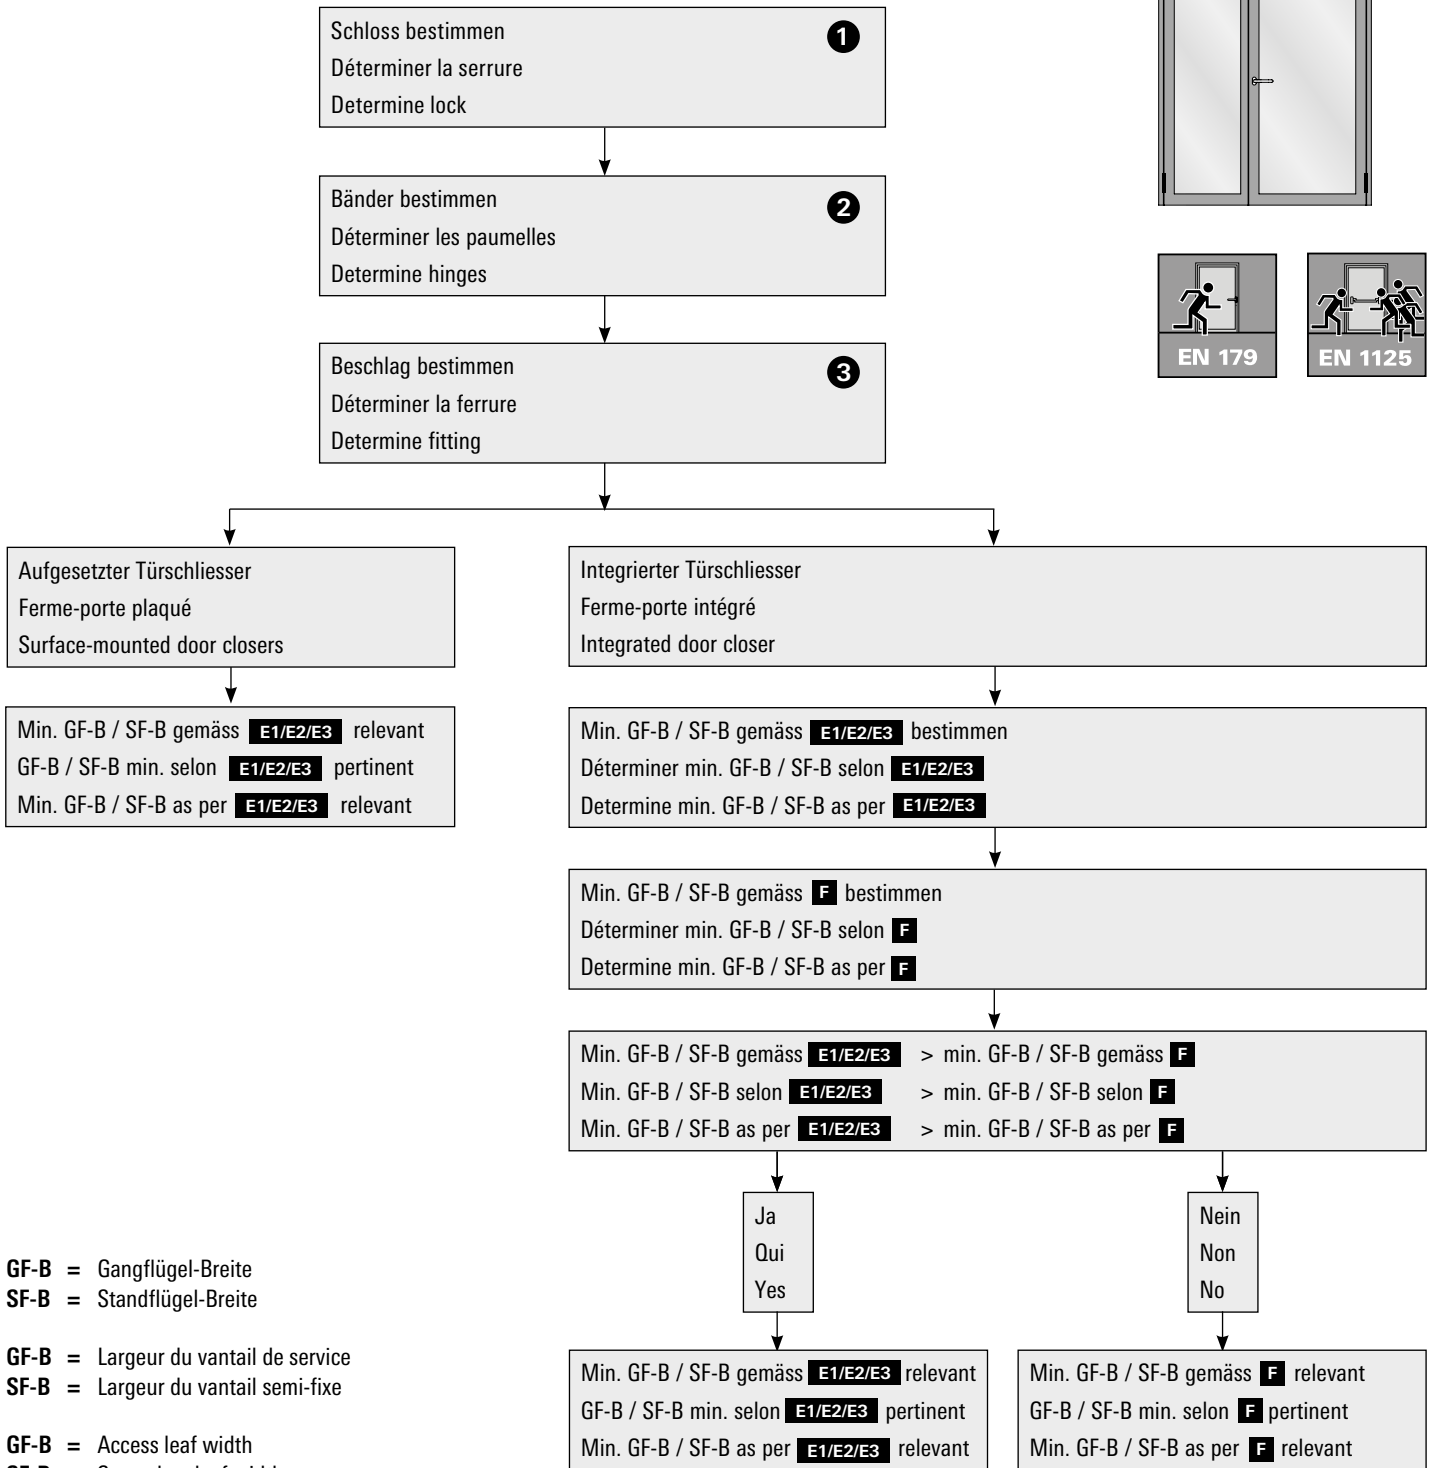 Schloss bestimmen
1
Déterminer la serrure
Determine lock
Bänder bestimmen
2
Déterminer les paumelles
Determine hinges
EN 179
EN 1125
Beschlag bestimmen
3
Déterminer la ferrure
Determine fitting
Aufgesetzter Türschliesser
Ferme-porte plaqué
Surface-mounted door closers
Integrierter Türschliesser
Ferme-porte intégré
Integrated door closer
Min. GF-B / SF-B gemäss E1/E2/E3 relevant
GF-B / SF-B min. selon E1/E2/E3 pertinent
Min. GF-B / SF-B as per E1/E2/E3 relevant
Min. GF-B / SF-B gemäss E1/E2/E3 bestimmen
Déterminer min. GF-B / SF-B selon E1/E2/E3
Determine min. GF-B / SF-B as per E1/E2/E3
Min. GF-B / SF-B gemäss F bestimmen
Déterminer min. GF-B / SF-B selon F
Determine min. GF-B / SF-B as per F
Min. GF-B / SF-B gemäss E1/E2/E3 > min. GF-B / SF-B gemäss F
Min. GF-B / SF-B selon E1/E2/E3 > min. GF-B / SF-B selon F
Min. GF-B / SF-B as per E1/E2/E3 > min. GF-B / SF-B as per F
Ja
Qui
Yes
Nein
Non
No
Min. GF-B / SF-B gemäss E1/E2/E3 relevant
GF-B / SF-B min. selon E1/E2/E3 pertinent
Min. GF-B / SF-B as per E1/E2/E3 relevant
Min. GF-B / SF-B gemäss F relevant
GF-B / SF-B min. selon F pertinent
Min. GF-B / SF-B as per F relevant
GF-B = Gangflügel-Breite
SF-B = Standflügel-Breite
GF-B = Largeur du vantail de service
SF-B = Largeur du vantail semi-fixe
GF-B = Access leaf width
SF-B =